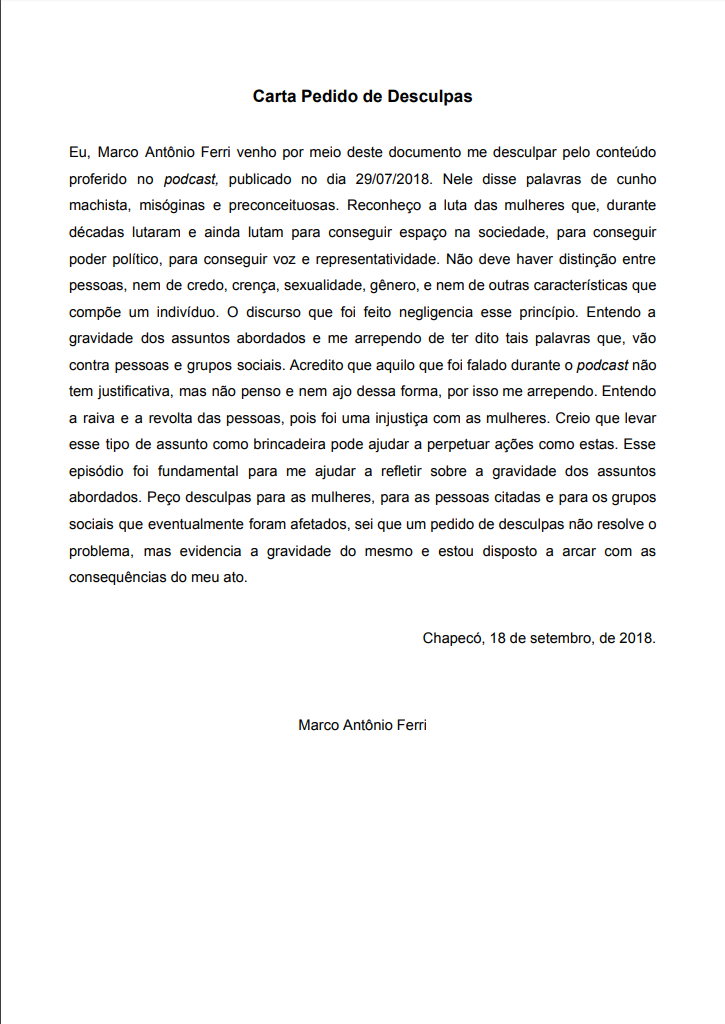 Carta Pedido de Desculpas
Eu, Marco Antônio Ferri venho por meio deste documento me desculpar pelo conteúdo
proferido no podcast, publicado no dia 29/07/2018. Nele disse palavras de cunho
machista, misóginas e preconceituosas. Reconheço a luta das mulheres que, durante
décadas lutaram e ainda lutam para conseguir espaço na sociedade, para conseguir
poder político, para conseguir voz e representatividade. Não deve haver distinção entre
pessoas, nem de credo, crença, sexualidade, gênero, e nem de outras características que
compõe um indivíduo. O discurso que foi feito negligencia esse princípio. Entendo a
gravidade dos assuntos abordados e me arrependo de ter dito tais palavras que, vão
contra pessoas e grupos sociais. Acredito que aquilo que foi falado durante o podcast não
tem justificativa, mas não penso e nem ajo dessa forma, por isso me arrependo. Entendo
a raiva e a revolta das pessoas, pois foi uma injustiça com as mulheres. Creio que levar
esse tipo de assunto como brincadeira pode ajudar a perpetuar ações como estas. Esse
episódio foi fundamental para me ajudar a refletir sobre a gravidade dos assuntos
abordados. Peço desculpas para as mulheres, para as pessoas citadas e para os grupos
sociais que eventualmente foram afetados, sei que um pedido de desculpas não resolve o
problema, mas evidencia a gravidade do mesmo e estou disposto a arcar com as
consequências do meu ato.
Chapecó, 18 de setembro, de 2018.
Marco Antônio Ferri